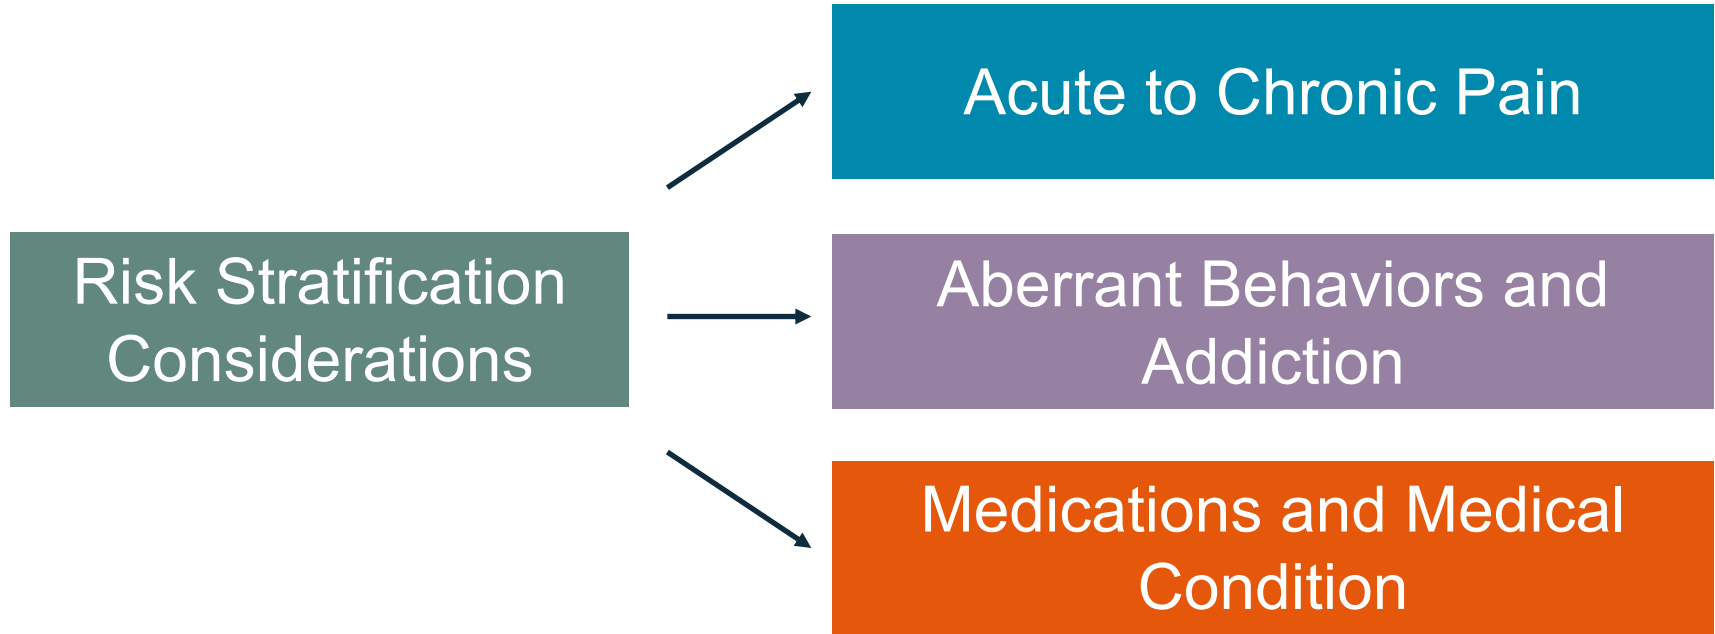 Risk Stratification
Considerations
Acute to Chronic Pain
Aberrant Behaviors and
Addiction
Medications and Medical
Condition